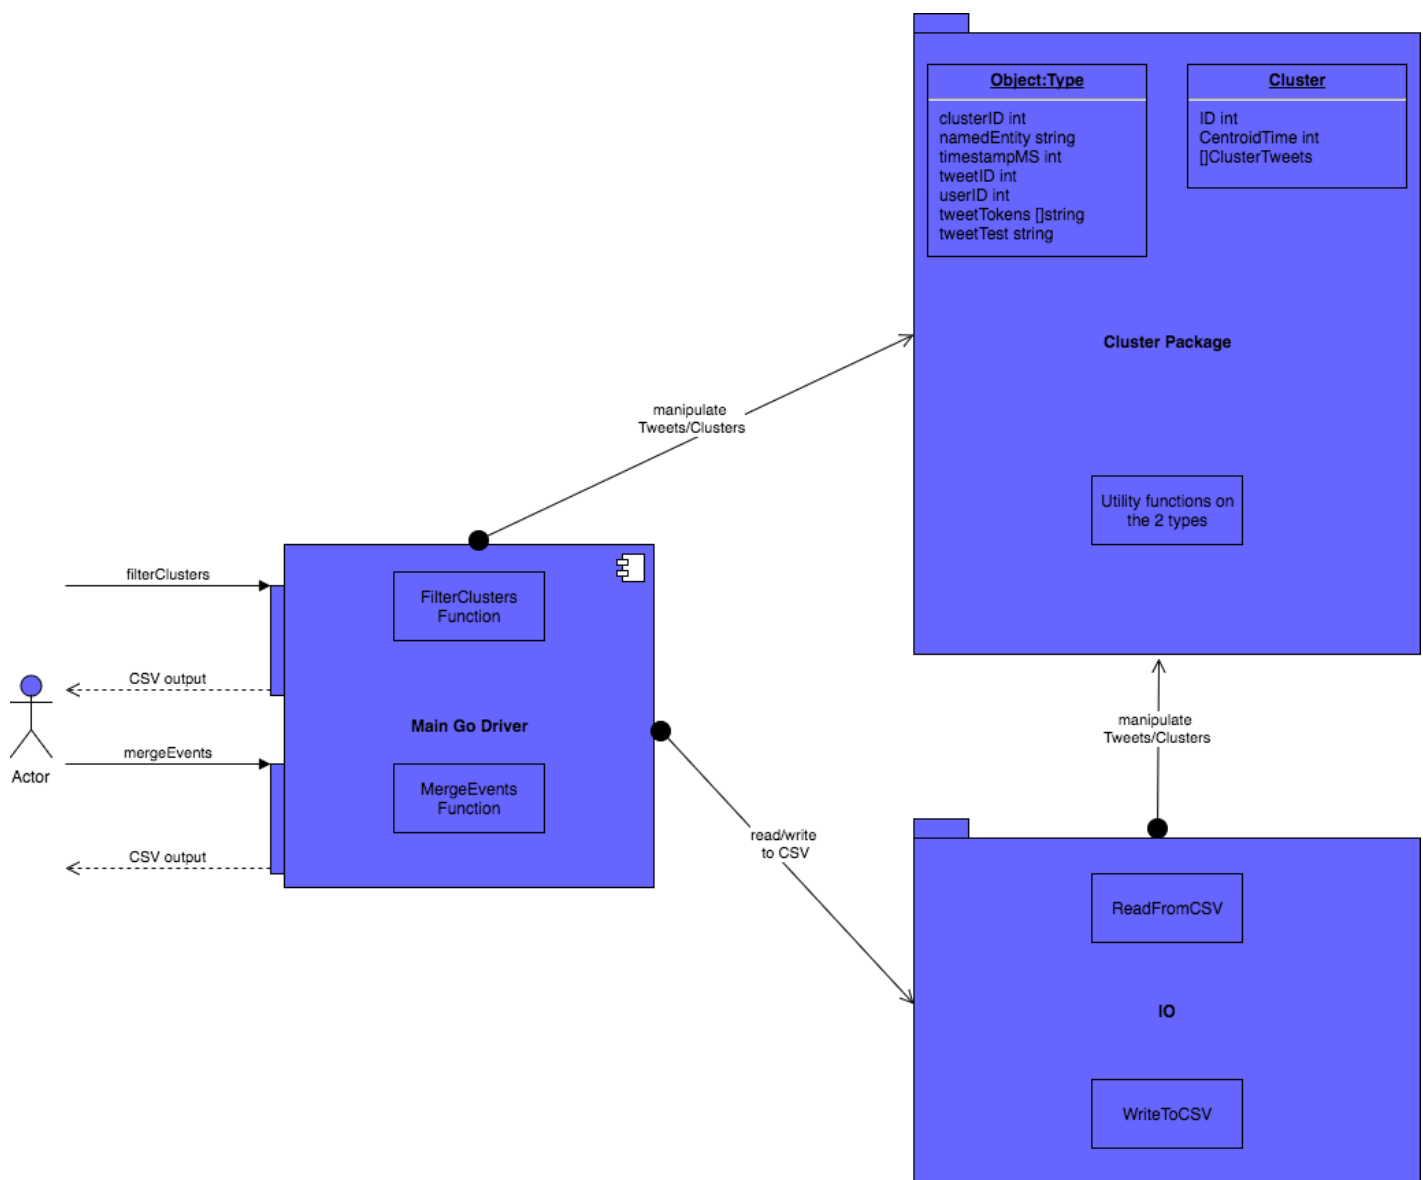 Object:Type
clusterID int
namedEntity string
timestampMS int
tweetID int
userID int
tweetTokens []string
tweetTest string
Cluster
ID int
CentroidTime int
[]ClusterTweets
Cluster Package
Utility functions on
the 2 types
manipulate
Tweets/Clusters
filterClusters
CSV output
Actor
mergeEvents
CSV output
FilterClusters
Function
Main Go Driver
MergeEvents
Function
read/write
to CSV
manipulate
Tweets/Clusters
ReadFromCSV
IO
WriteToCSV